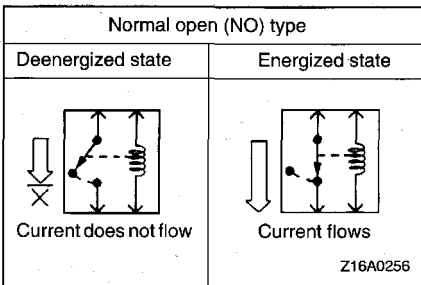 Normal open (NO) type
Deenergized state
Energized state
Current does not flow
Current flows
Z16A0256